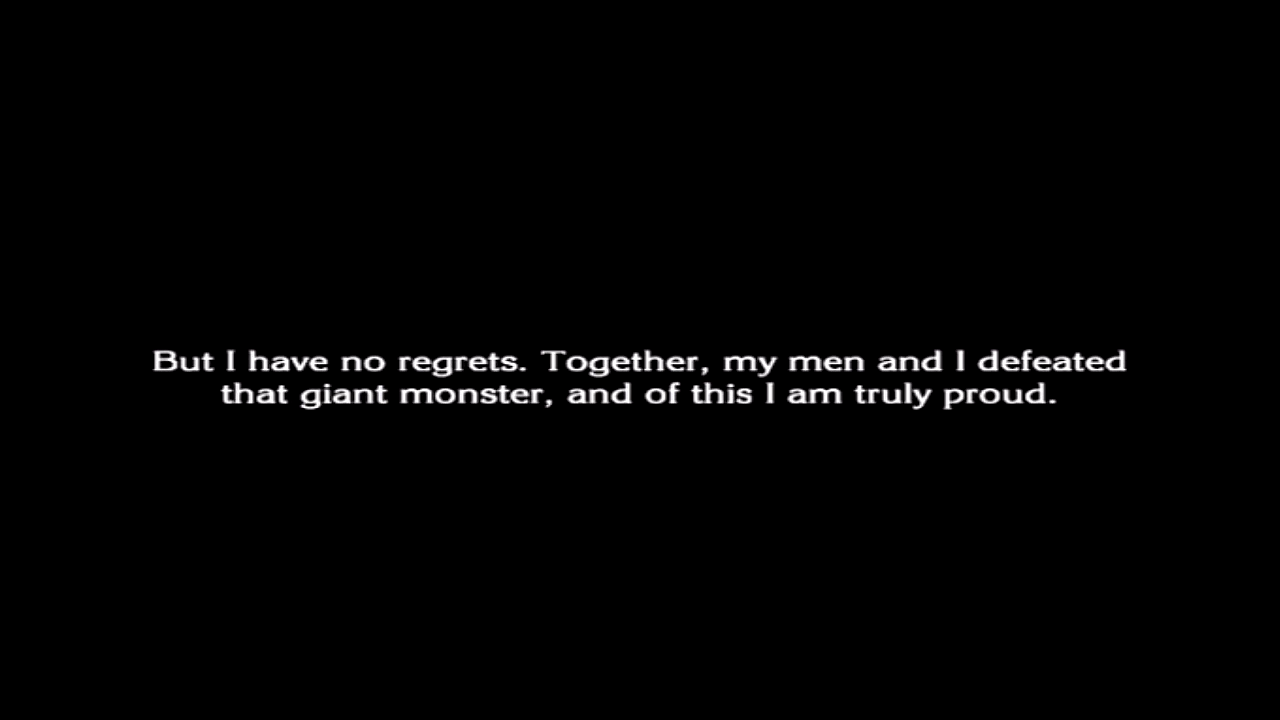 But I have no regrets. Together, my men and I defeated
that giant monster, and of this I am truly proud.